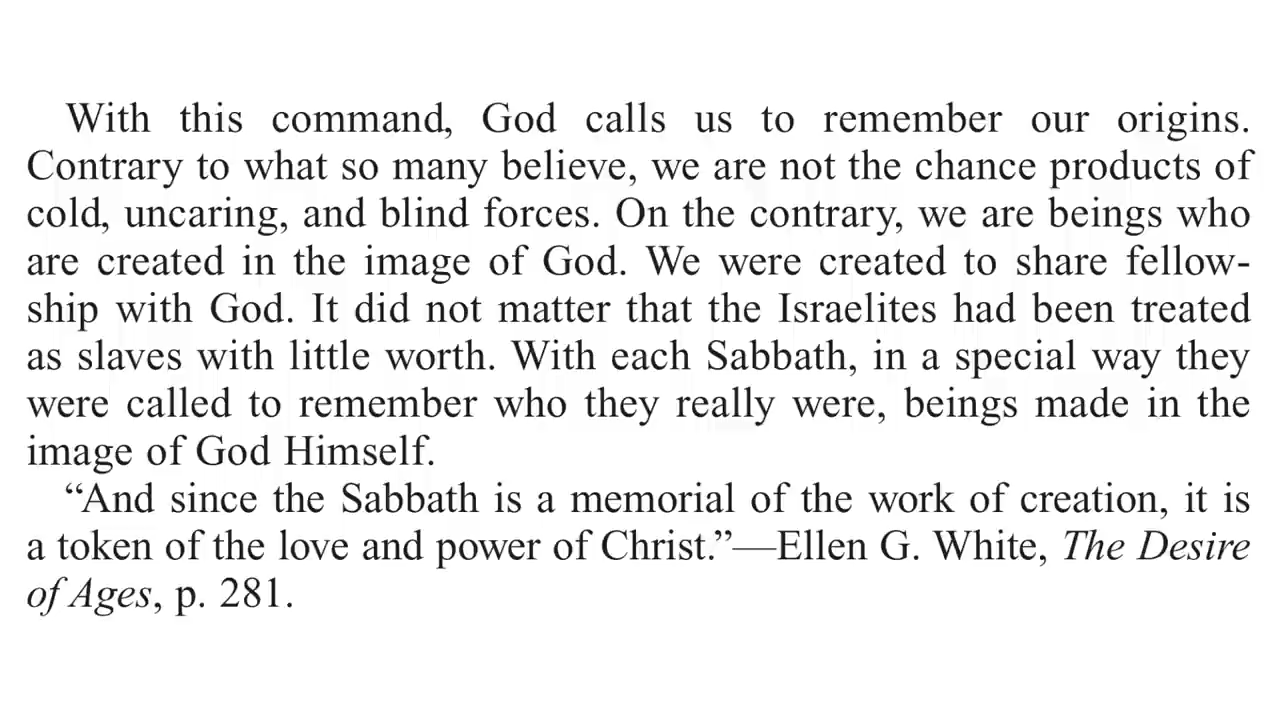 With this command, God calls us to remember our origins.
Contrary to what so many believe, we are not the chance products of
cold, uncaring, and blind forces. On the contrary, we are beings who
are created in the image of God. We were created to share fellow-
ship with God. It did not matter that the Israelites had been treated
as slaves with little worth. With each Sabbath, in a special way they
were called to remember who they really were, beings made in the
image of God Himself.
“And since the Sabbath is a memorial of the work of creation, it is
a token of the love and power of Christ.”—Ellen G. White, The Desire
of Ages, p. 281.